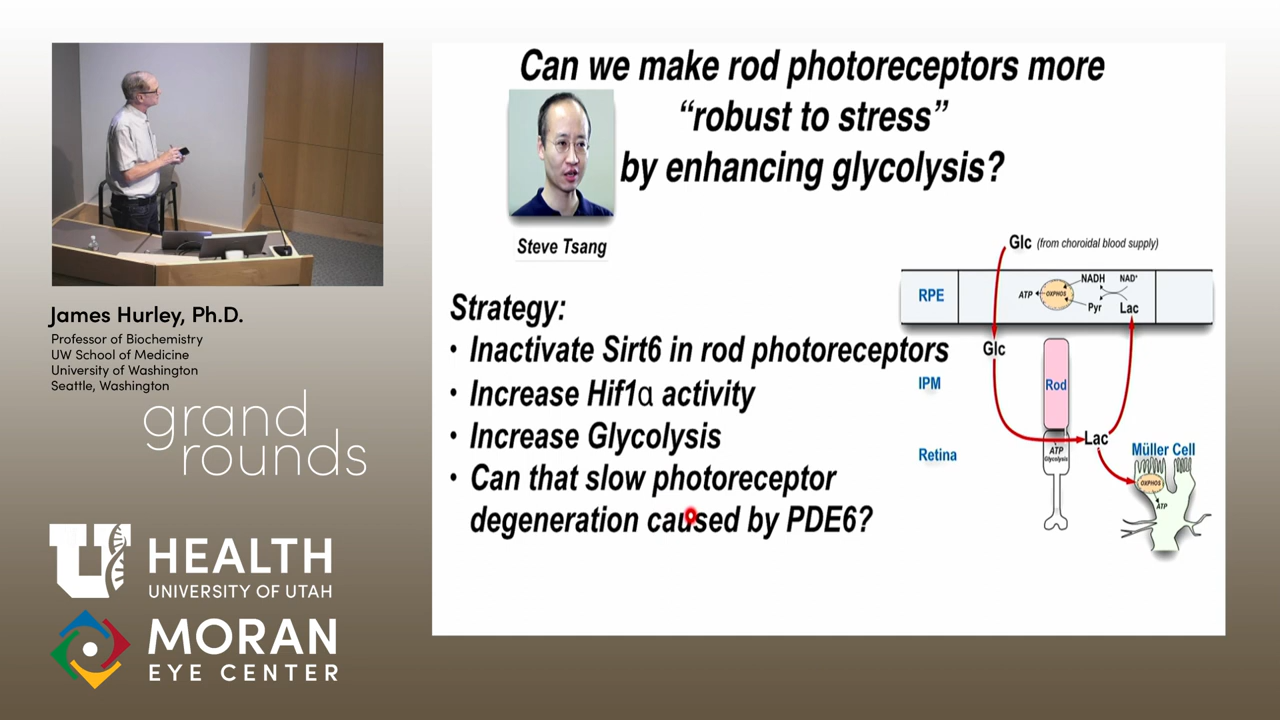 James Hurley, Ph.D.
Professor of Biochemistry
UW School of Medicine
University of Washington
Seattle, Washington
grand
rounds
U
HEALTH
UNIVERSITY OF UTAH
MORAN
EYE CENTER
Can we make rod photoreceptors more
“robust to stress”
by enhancing glycolysis?
Steve Tsang
Strategy:
• Inactivate Sirt6 in rod photoreceptors
• Increase Hif1α activity
• Increase Glycolysis
• Can that slow photoreceptor
degeneration caused by PDE6?
Glc (from choroidal blood supply)
RPE
ATP
OXPHOS
NADH
NAD⁺
Pyr
Lac
Glc
IPM
Rod
Retina
ATP
Glycolysis
Lac
Müller Cell
OXPHOS
ATP